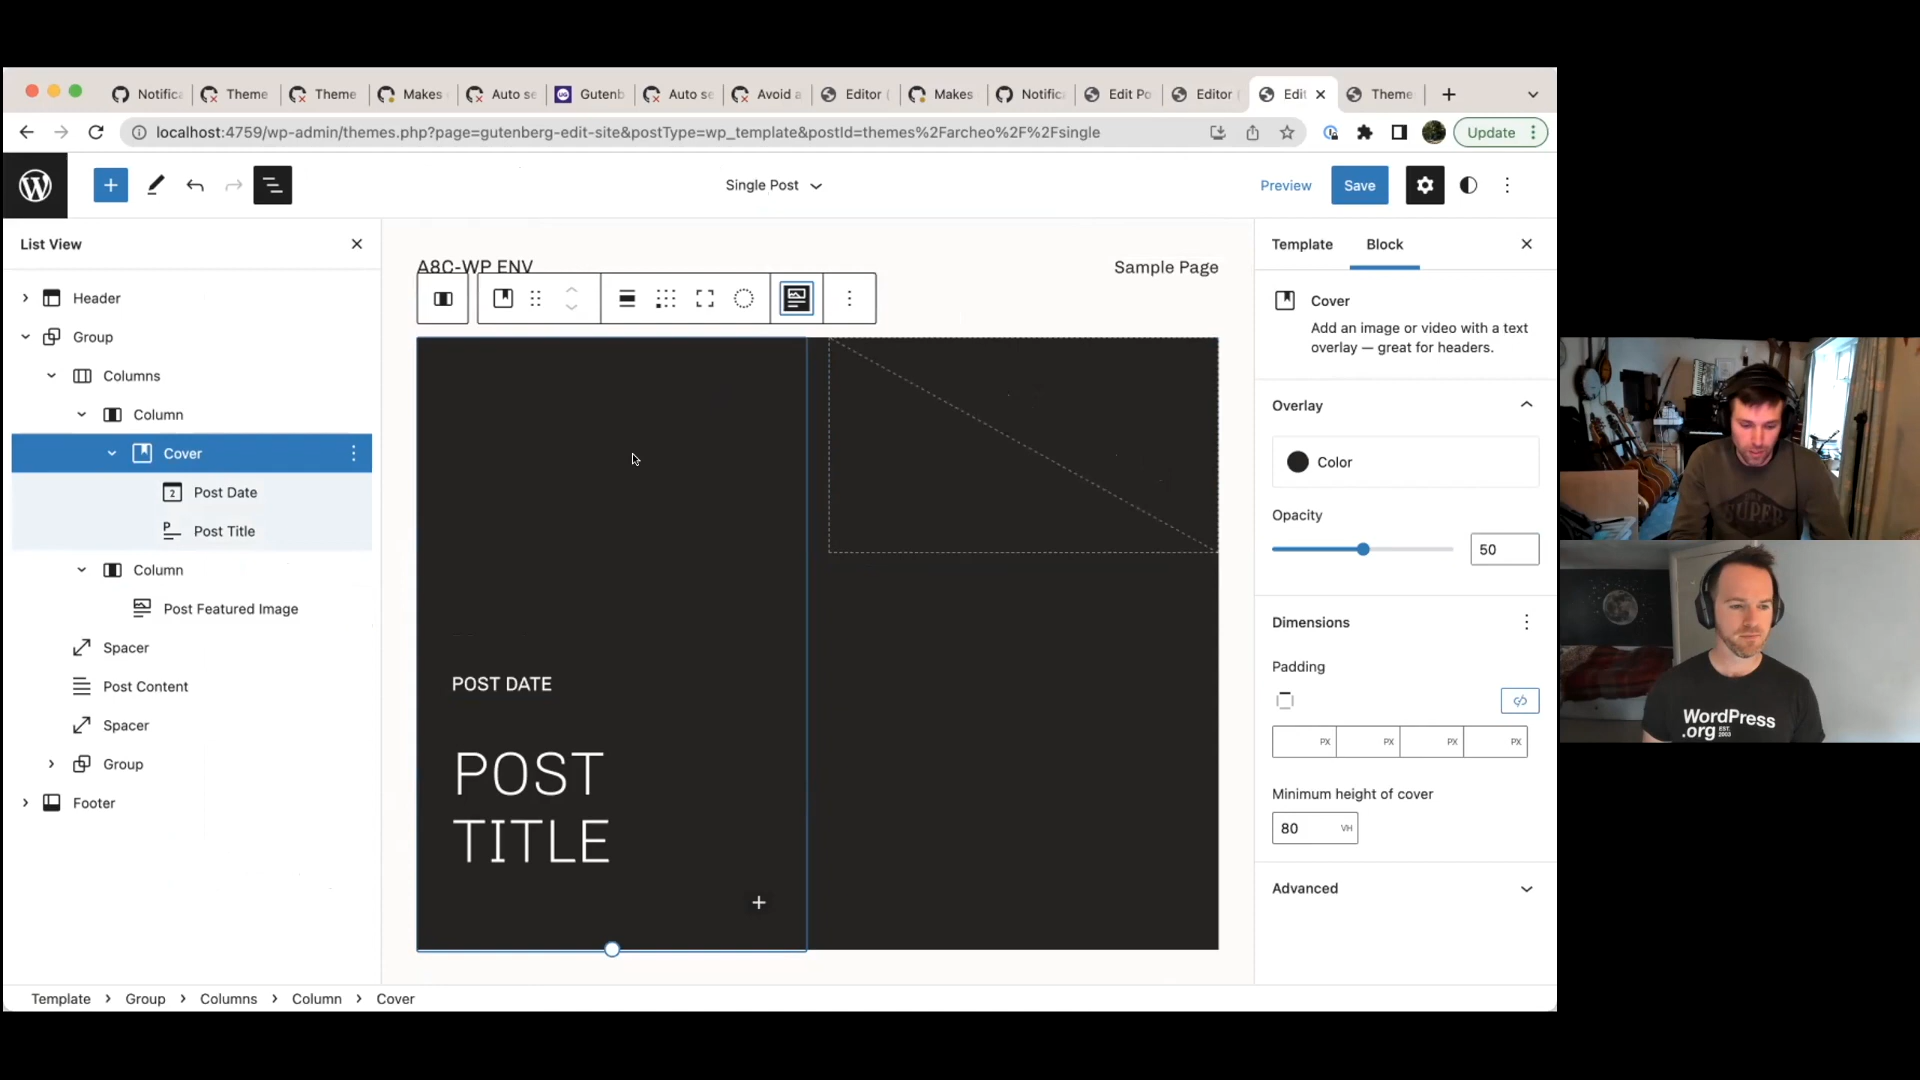 Notifica
Theme
Theme
Makes
Auto se
Gutenb
Auto se
Avoid a
Editor (
Makes
Notific
Edit Po
Editor
Edit
Theme
localhost:4759/wp-admin/themes.php?page=gutenberg-edit-site&postType=wp_template&postId=themes%2Farcheo%2F%2Fsingle
Update
Single Post
Preview
Save
List View
Header
Group
Columns
Column
Cover
Post Date
Post Title
Column
Post Featured Image
Spacer
Post Content
Spacer
Group
Footer
A8C-WP ENV
Sample Page
POST DATE
POST
TITLE
Template
Block
Cover
Add an image or video with a text
overlay — great for headers.
Overlay
Color
Opacity
50
Dimensions
Padding
PX PX PX PX
Minimum height of cover
80 VH
Advanced
Template > Group > Columns > Column > Cover
SUPER
WordPress
.org EST.
2003